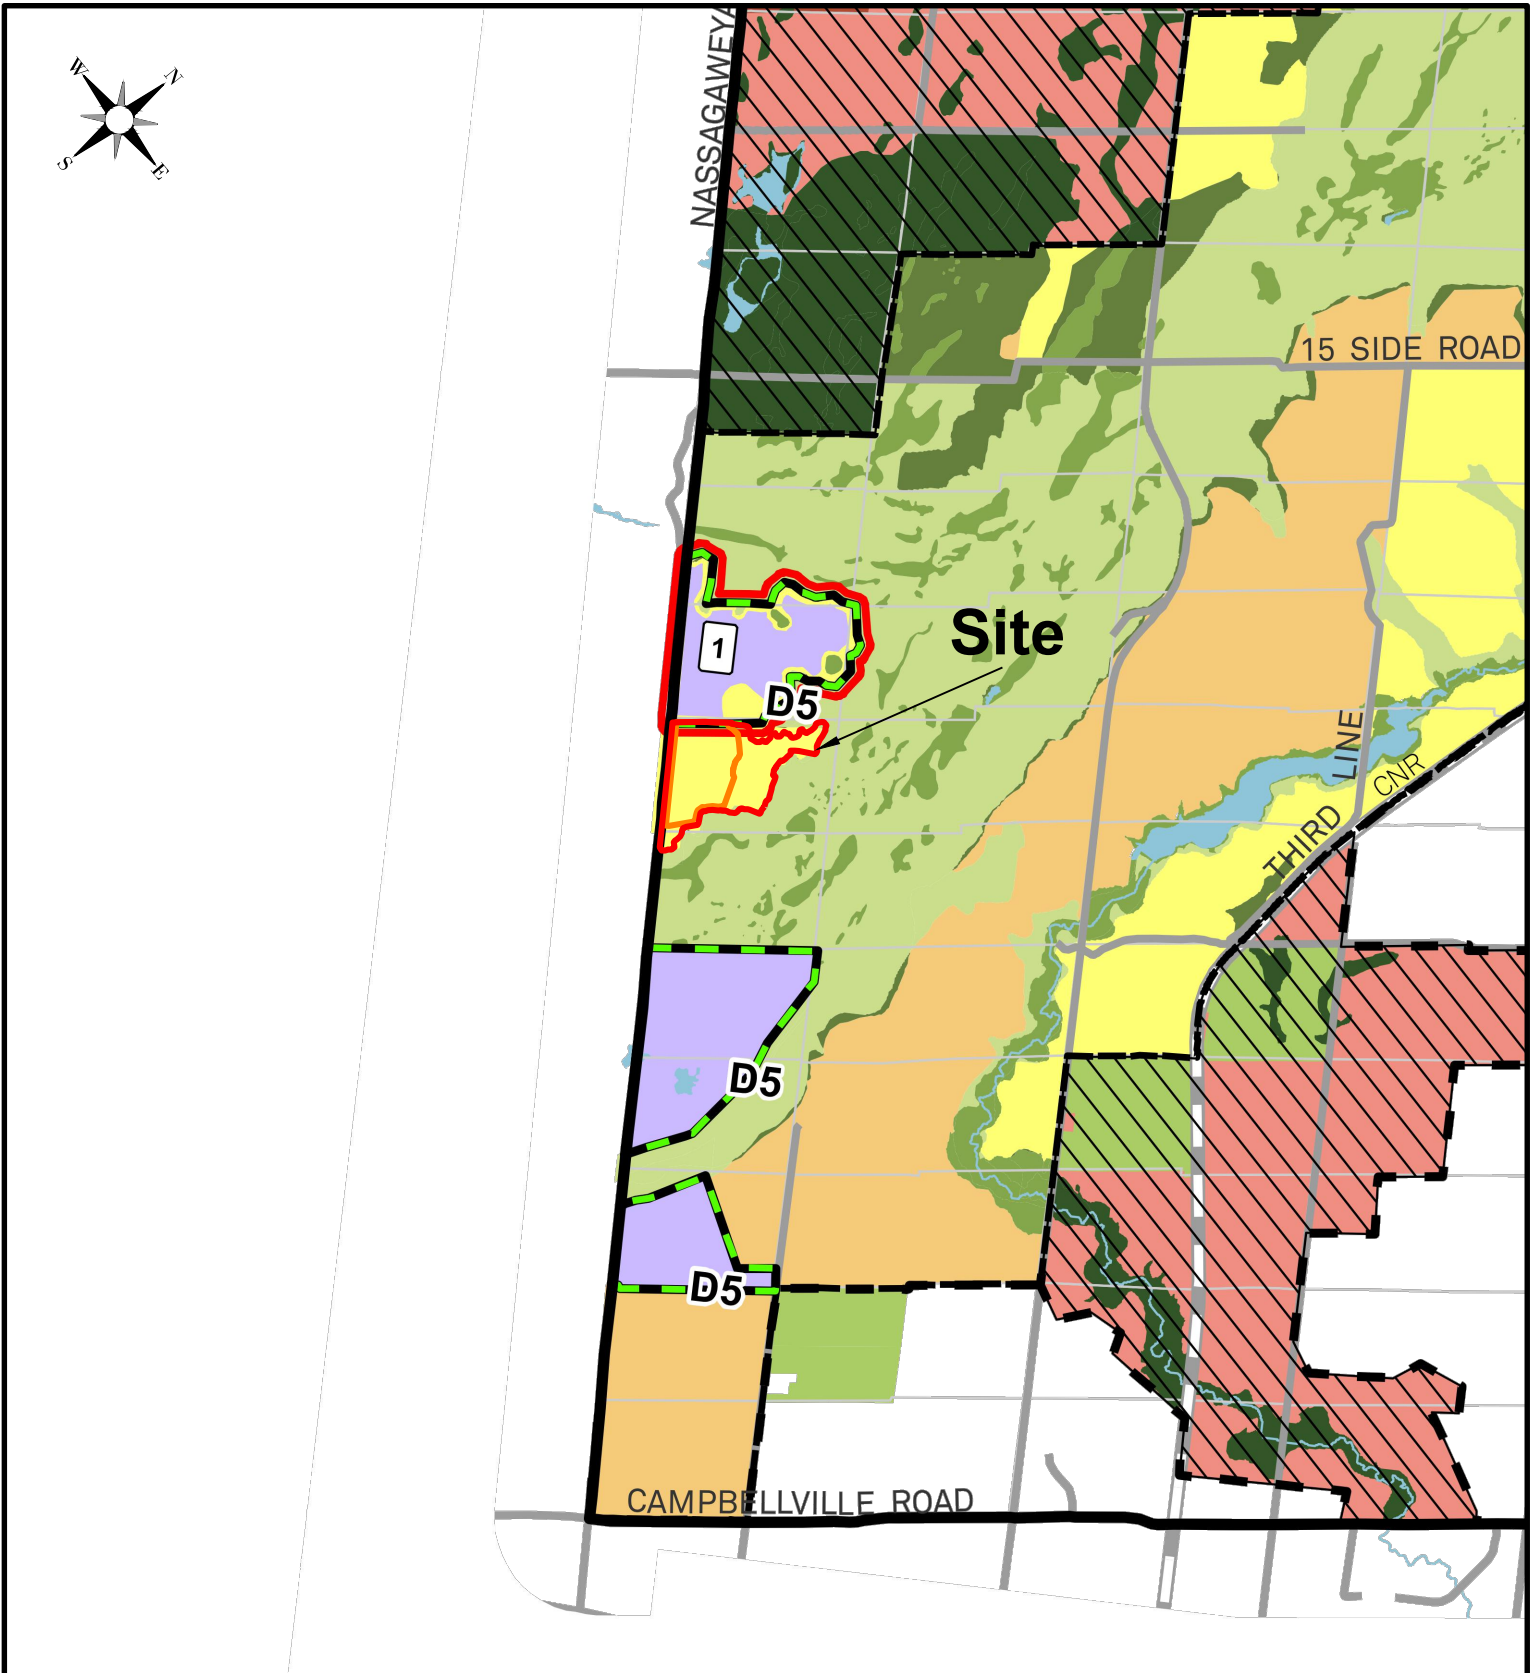 W
N
S
E
NASSAGAWEYA
15 SIDE ROAD
Site
1
D5
LINE
CNR
THIRD
D5
D5
CAMPBELLVILLE ROAD